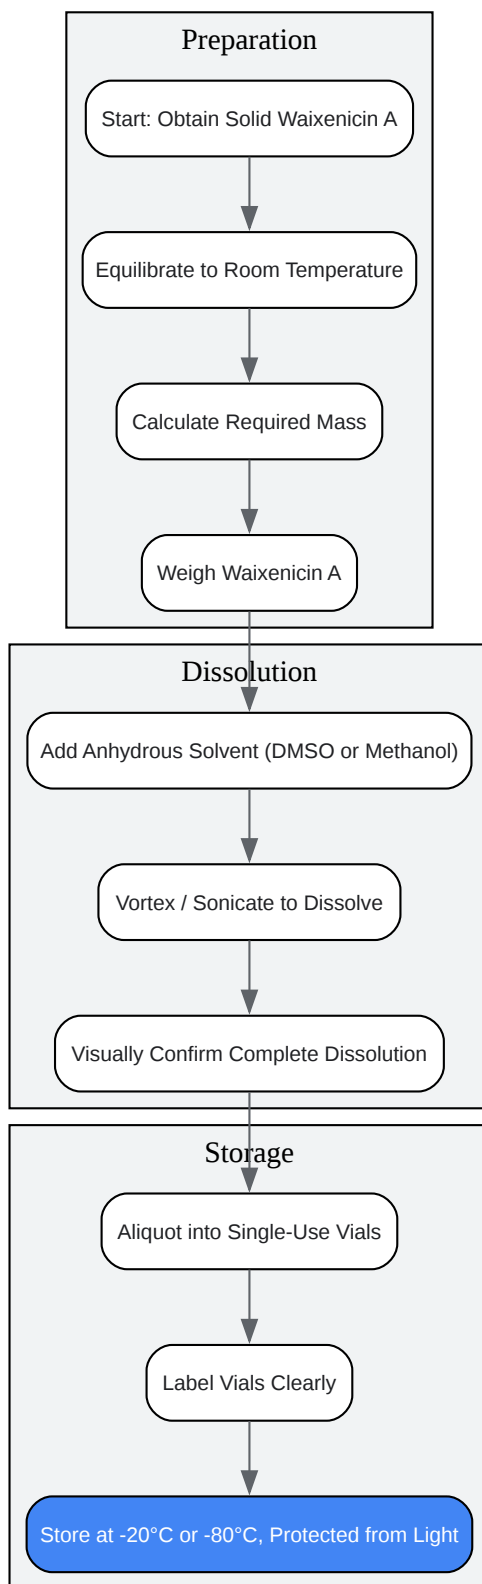 Preparation
Start: Obtain Solid Waixenicin A
Equilibrate to Room Temperature
Calculate Required Mass
Weigh Waixenicin A
Dissolution
Add Anhydrous Solvent (DMSO or Methanol)
Vortex / Sonicate to Dissolve
Visually Confirm Complete Dissolution
Storage
Aliquot into Single-Use Vials
Label Vials Clearly
Store at -20°C or -80°C, Protected from Light